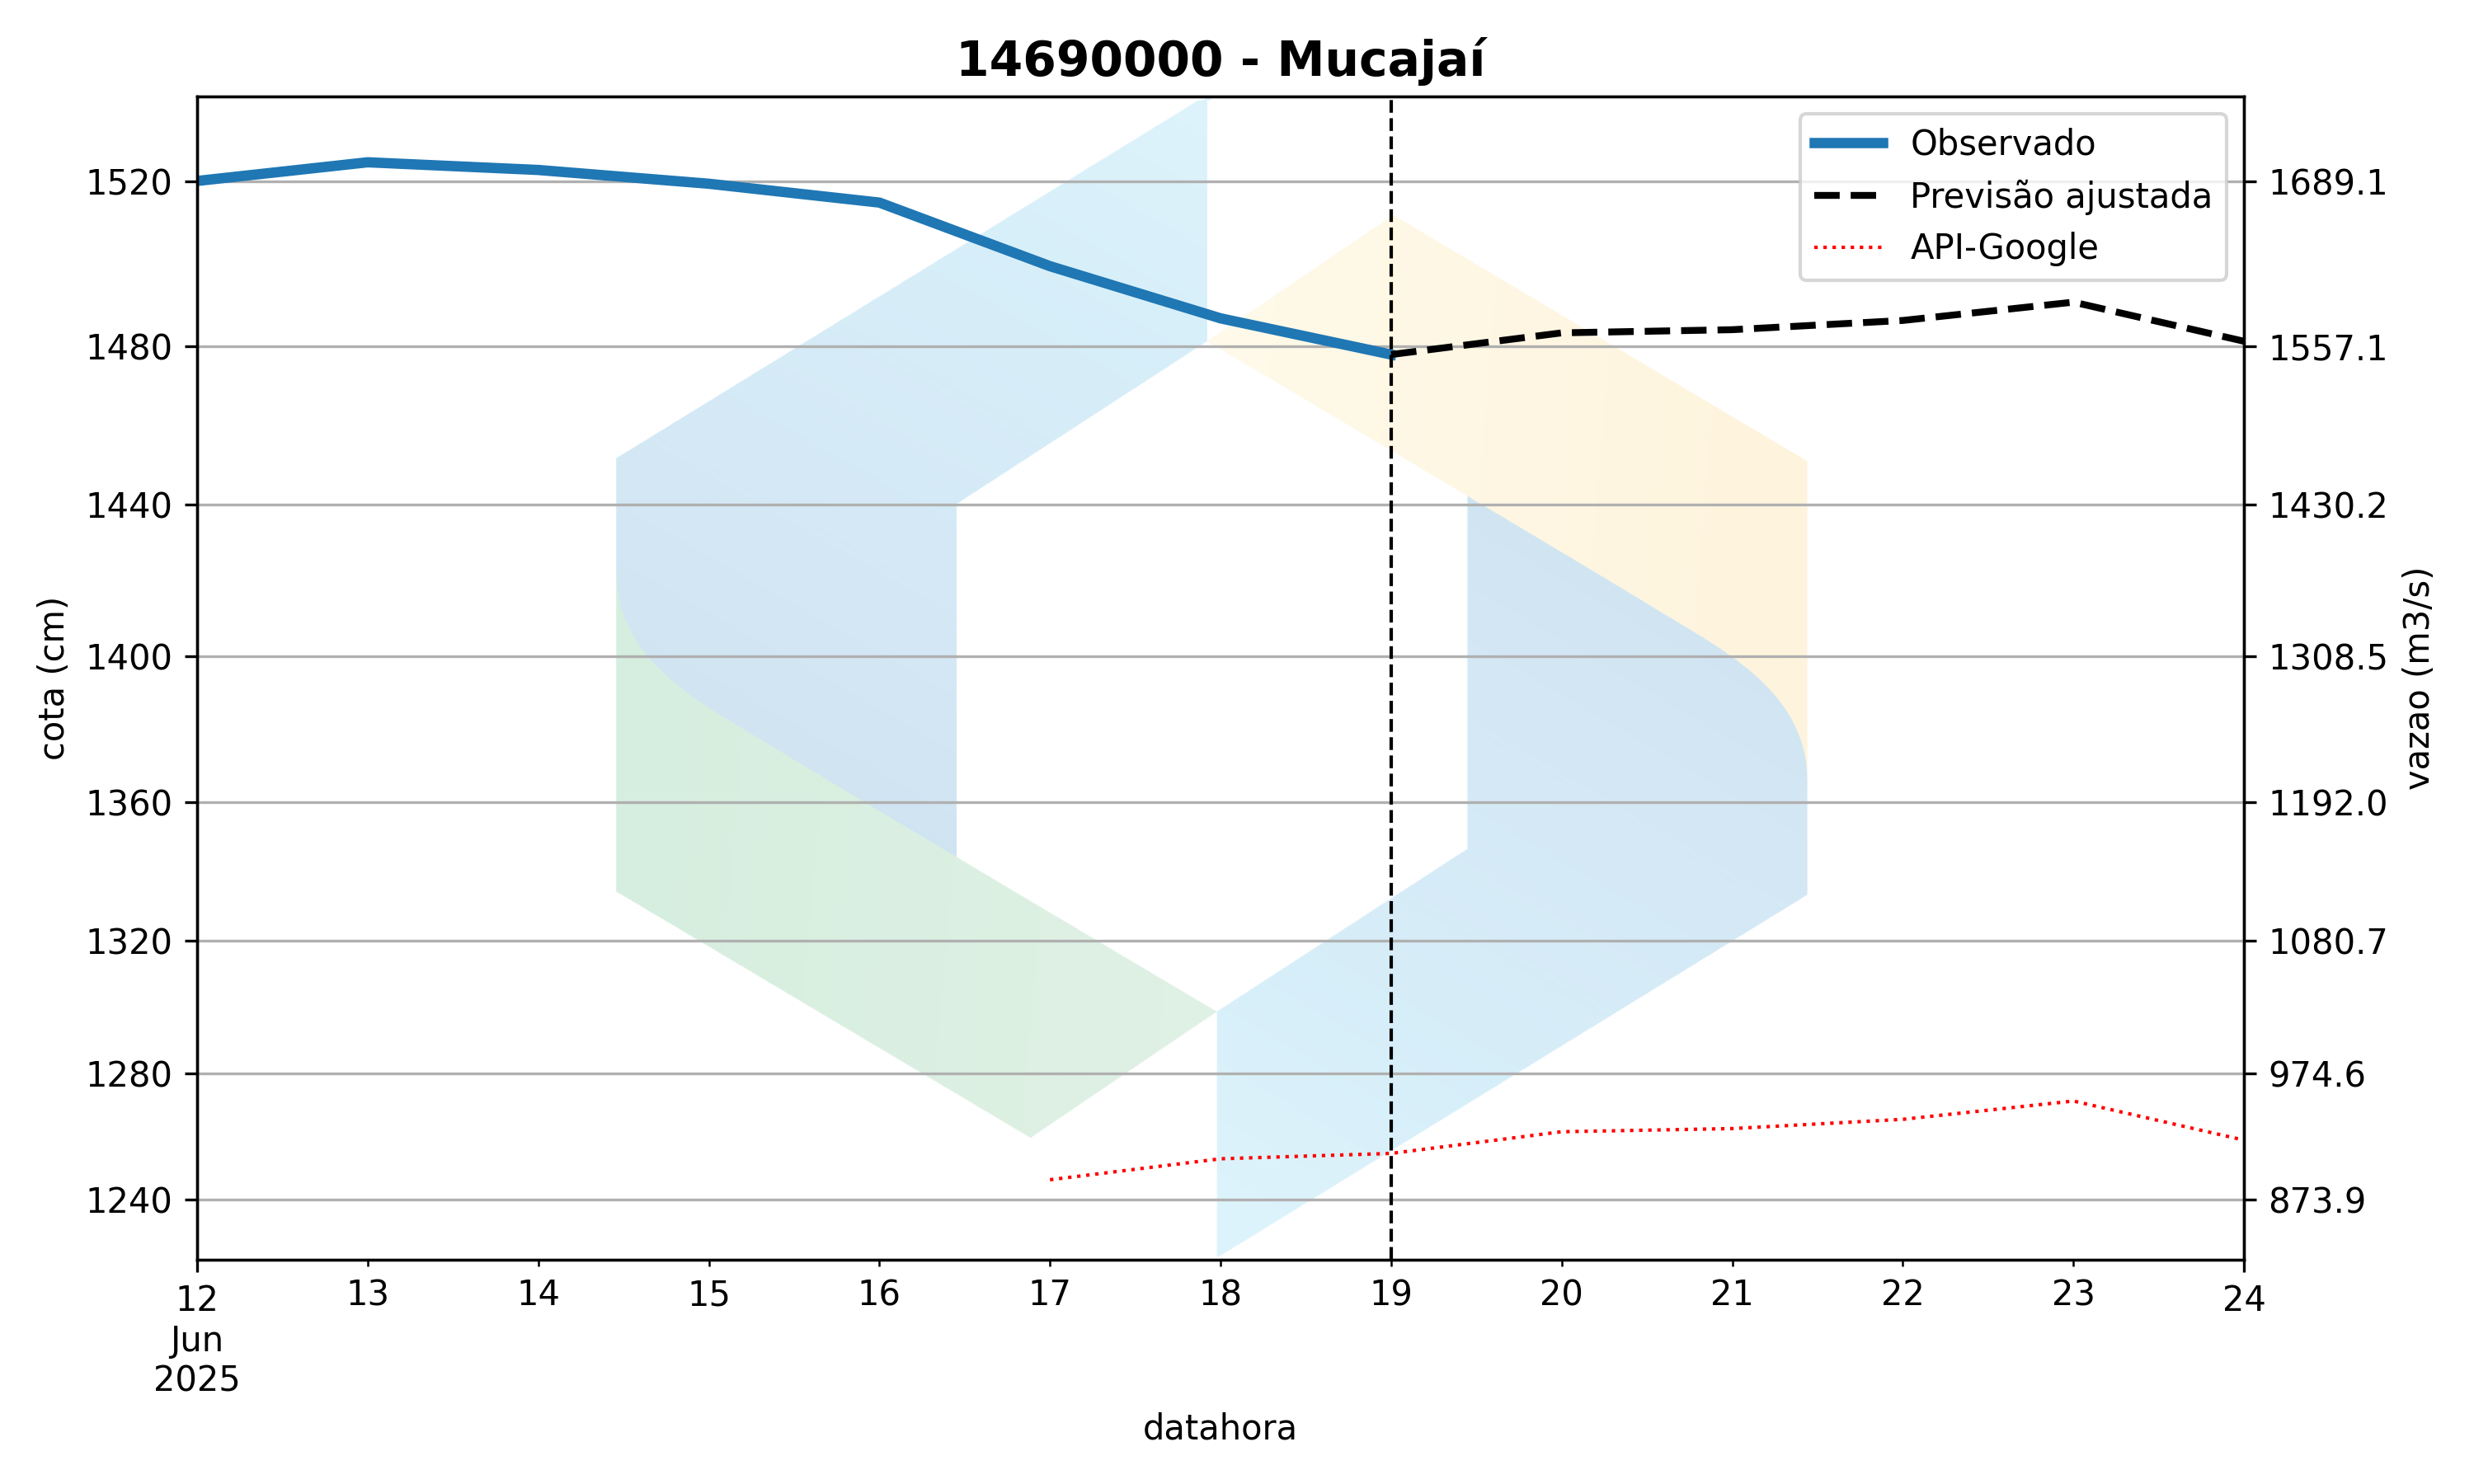 14690000 - Mucajaí
Observado
Previsão ajustada
API-Google
1520
1480
1440
1400
1360
1320
1280
1240
cota (cm)
1689.1
1557.1
1430.2
1308.5
1192.0
1080.7
974.6
873.9
vazao (m3/s)
12 13 14 15 16 17 18 19 20 21 22 23 24
Jun
2025
datahora